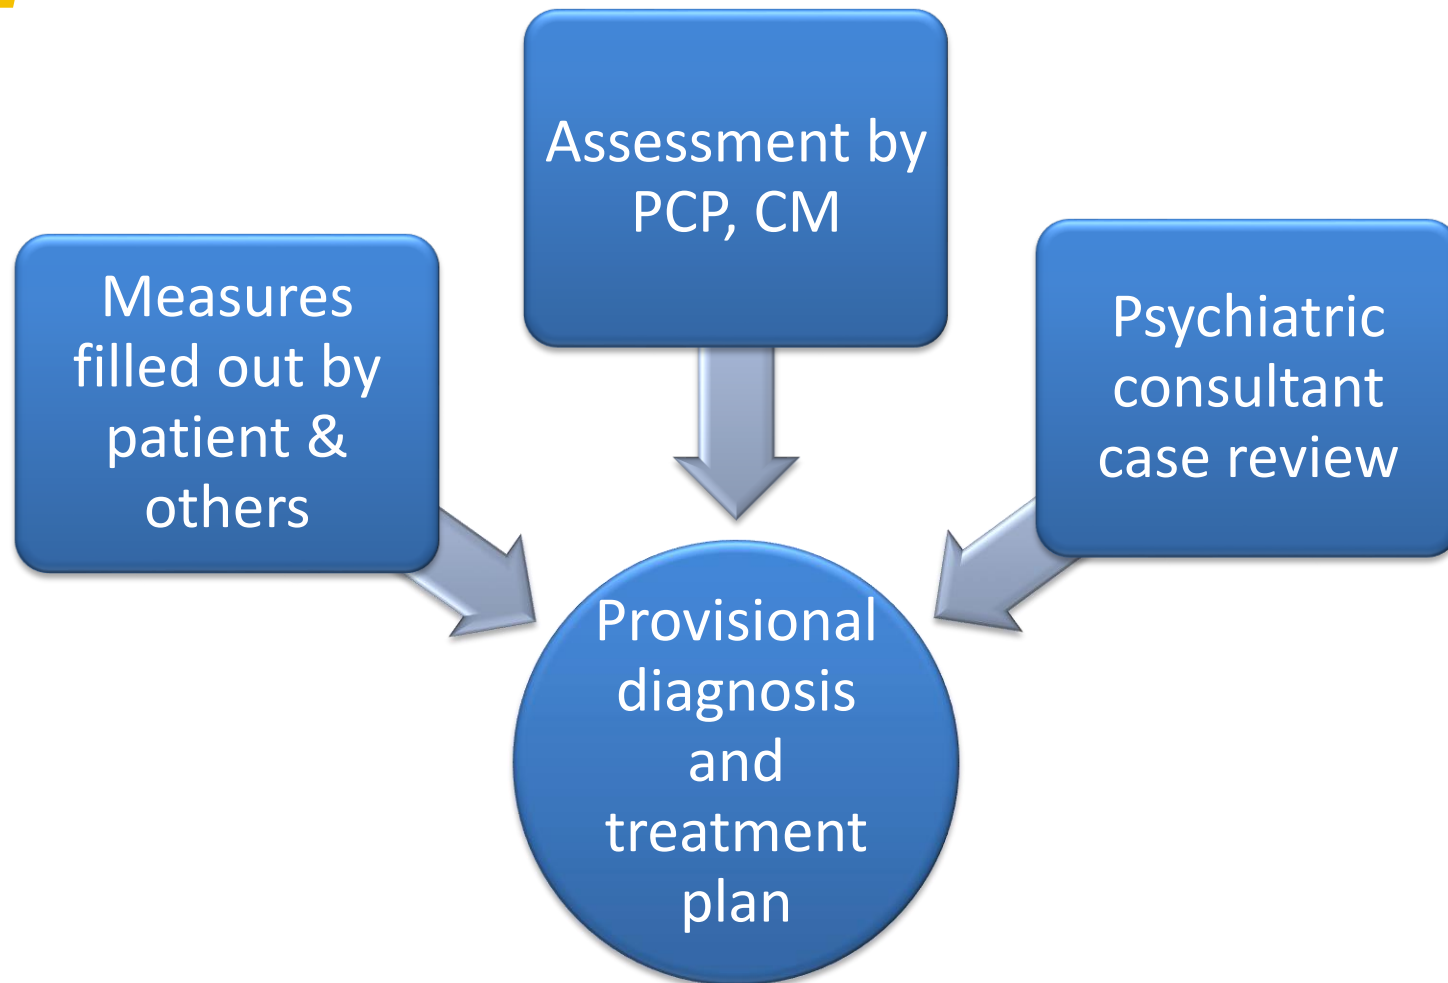 Assessment by
PCP, CM
Measures
filled out by
patient &
others
Psychiatric
consultant
case review
Provisional
diagnosis
and
treatment
plan